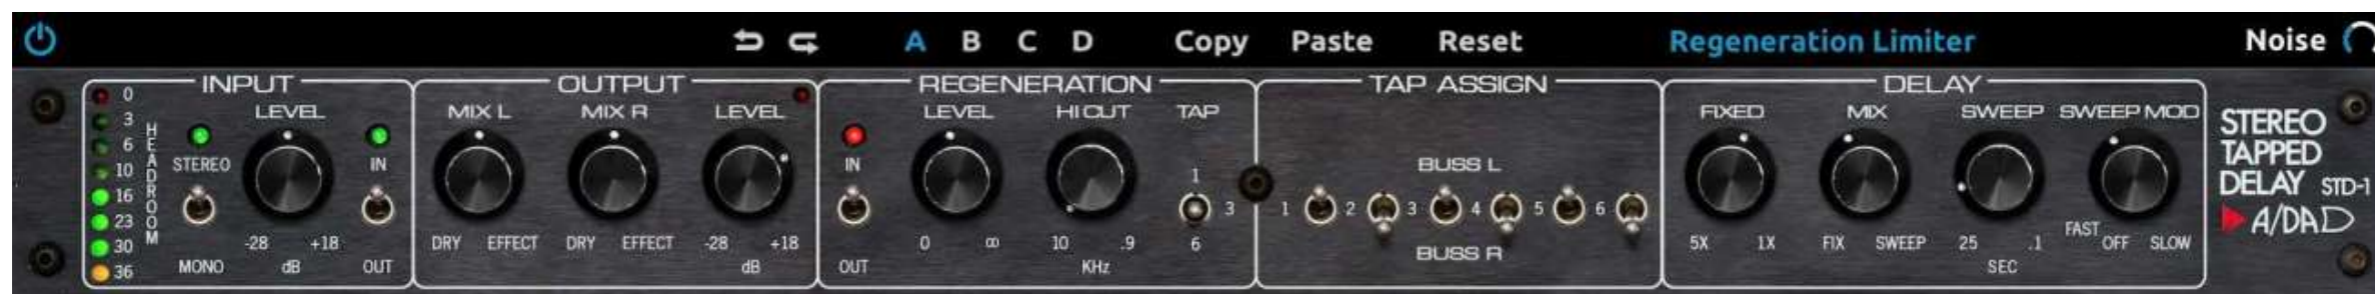 A B C D Copy Paste Reset Regeneration Limiter Noise
INPUT OUTPUT REGENERATION TAP ASSIGN DELAY
0
3
6
10
16
23
30
36
HEADROOM
STEREO
MONO
LEVEL
-28 +18
dB
IN
OUT
MIX L MIX R LEVEL
DRY EFFECT DRY EFFECT -28 +18
dB
IN
OUT
LEVEL HI CUT TAP
0 ∞ 10 .9
KHz
1
3
6
BUSS L
1 2 3 4 5 6
BUSS R
FIXED MIX SWEEP SWEEP MOD
5X 1X FIX SWEEP 25 .1 FAST OFF SLOW
SEC
STEREO
TAPPED
DELAY STD-1
A/DA